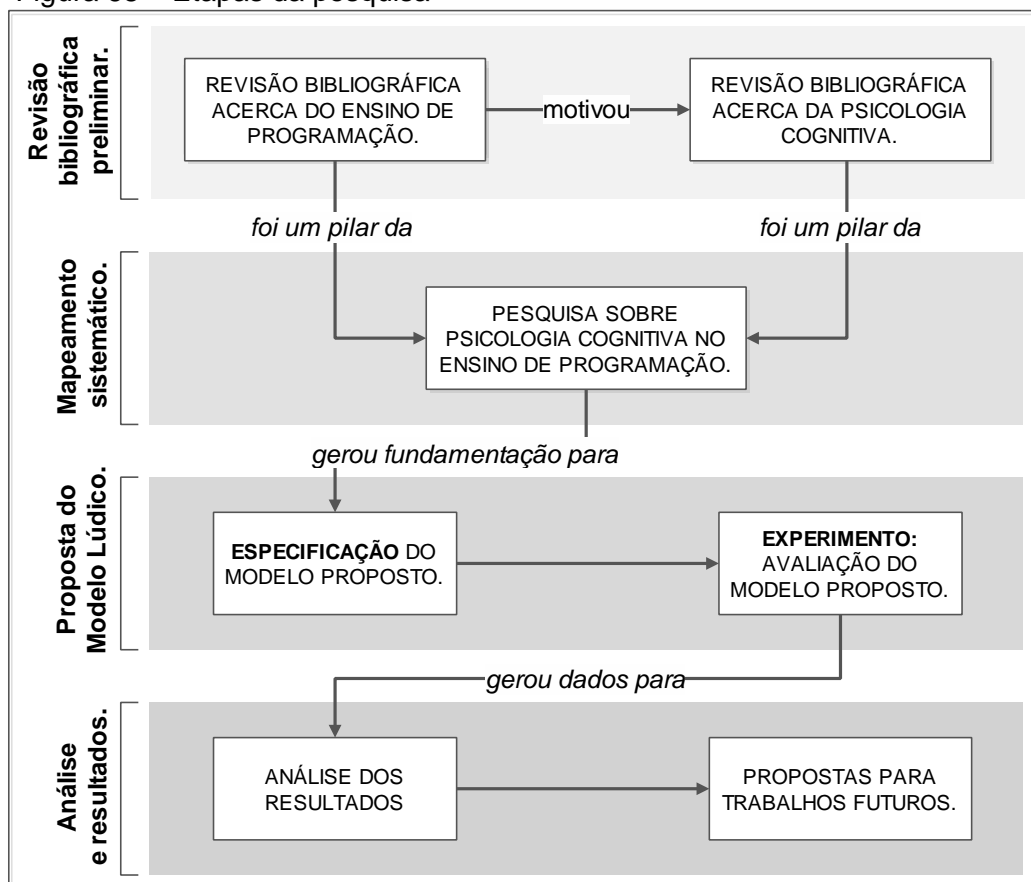 Etapas da pesquisa
Revisão
bibliográfica
preliminar.
REVISÃO BIBLIOGRÁFICA
ACERCA DO ENSINO DE
PROGRAMAÇÃO.
motivou
REVISÃO BIBLIOGRÁFICA
ACERCA DA PSICOLOGIA
COGNITIVA.
foi um pilar da
foi um pilar da
Mapeamento
sistemático.
PESQUISA SOBRE
PSICOLOGIA COGNITIVA NO
ENSINO DE PROGRAMAÇÃO.
gerou fundamentação para
Proposta do
Modelo Lúdico.
ESPECIFICAÇÃO DO
MODELO PROPOSTO.
EXPERIMENTO:
AVALIAÇÃO DO
MODELO PROPOSTO.
gerou dados para
Análise
e resultados.
ANÁLISE DOS
RESULTADOS
PROPOSTAS PARA
TRABALHOS FUTUROS.